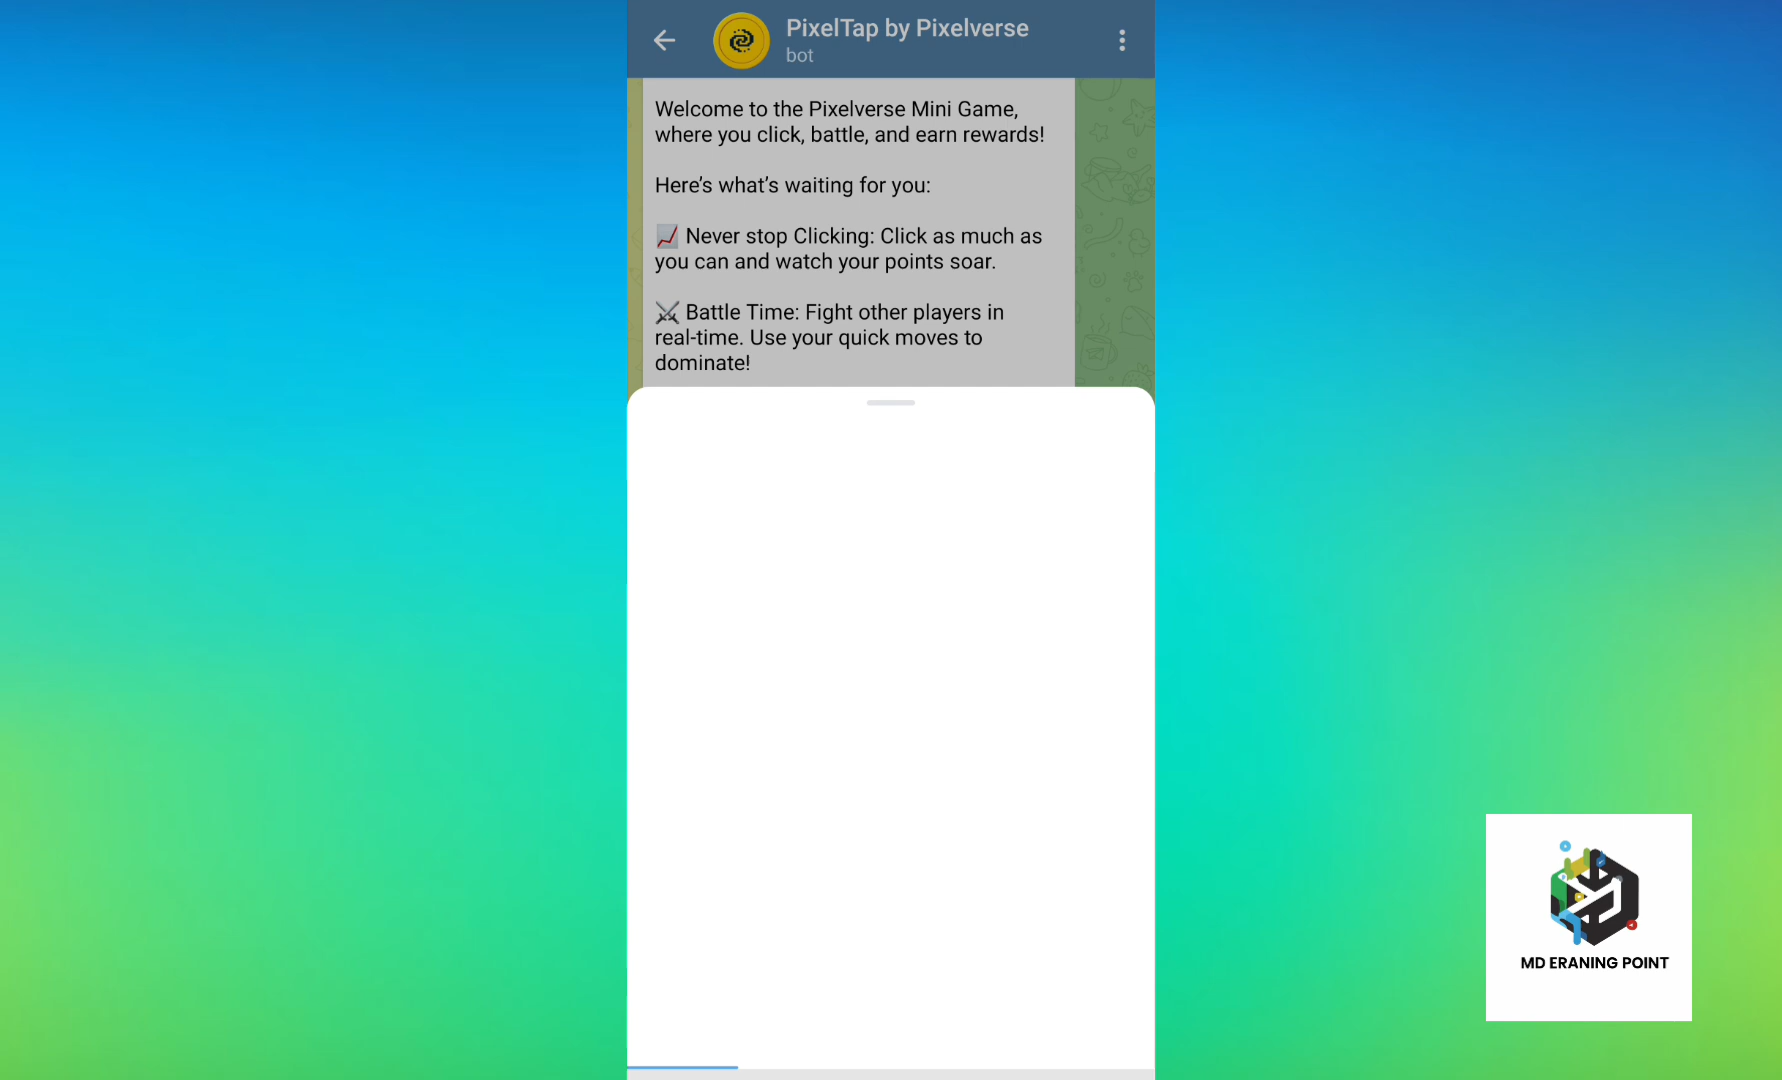 PixelTap by Pixelverse
bot
Welcome to the Pixelverse Mini Game,
where you click, battle, and earn rewards!
Here's what's waiting for you:
📈 Never stop Clicking: Click as much as
you can and watch your points soar.
⚔️ Battle Time: Fight other players in
real-time. Use your quick moves to
dominate!
MD ERANING POINT